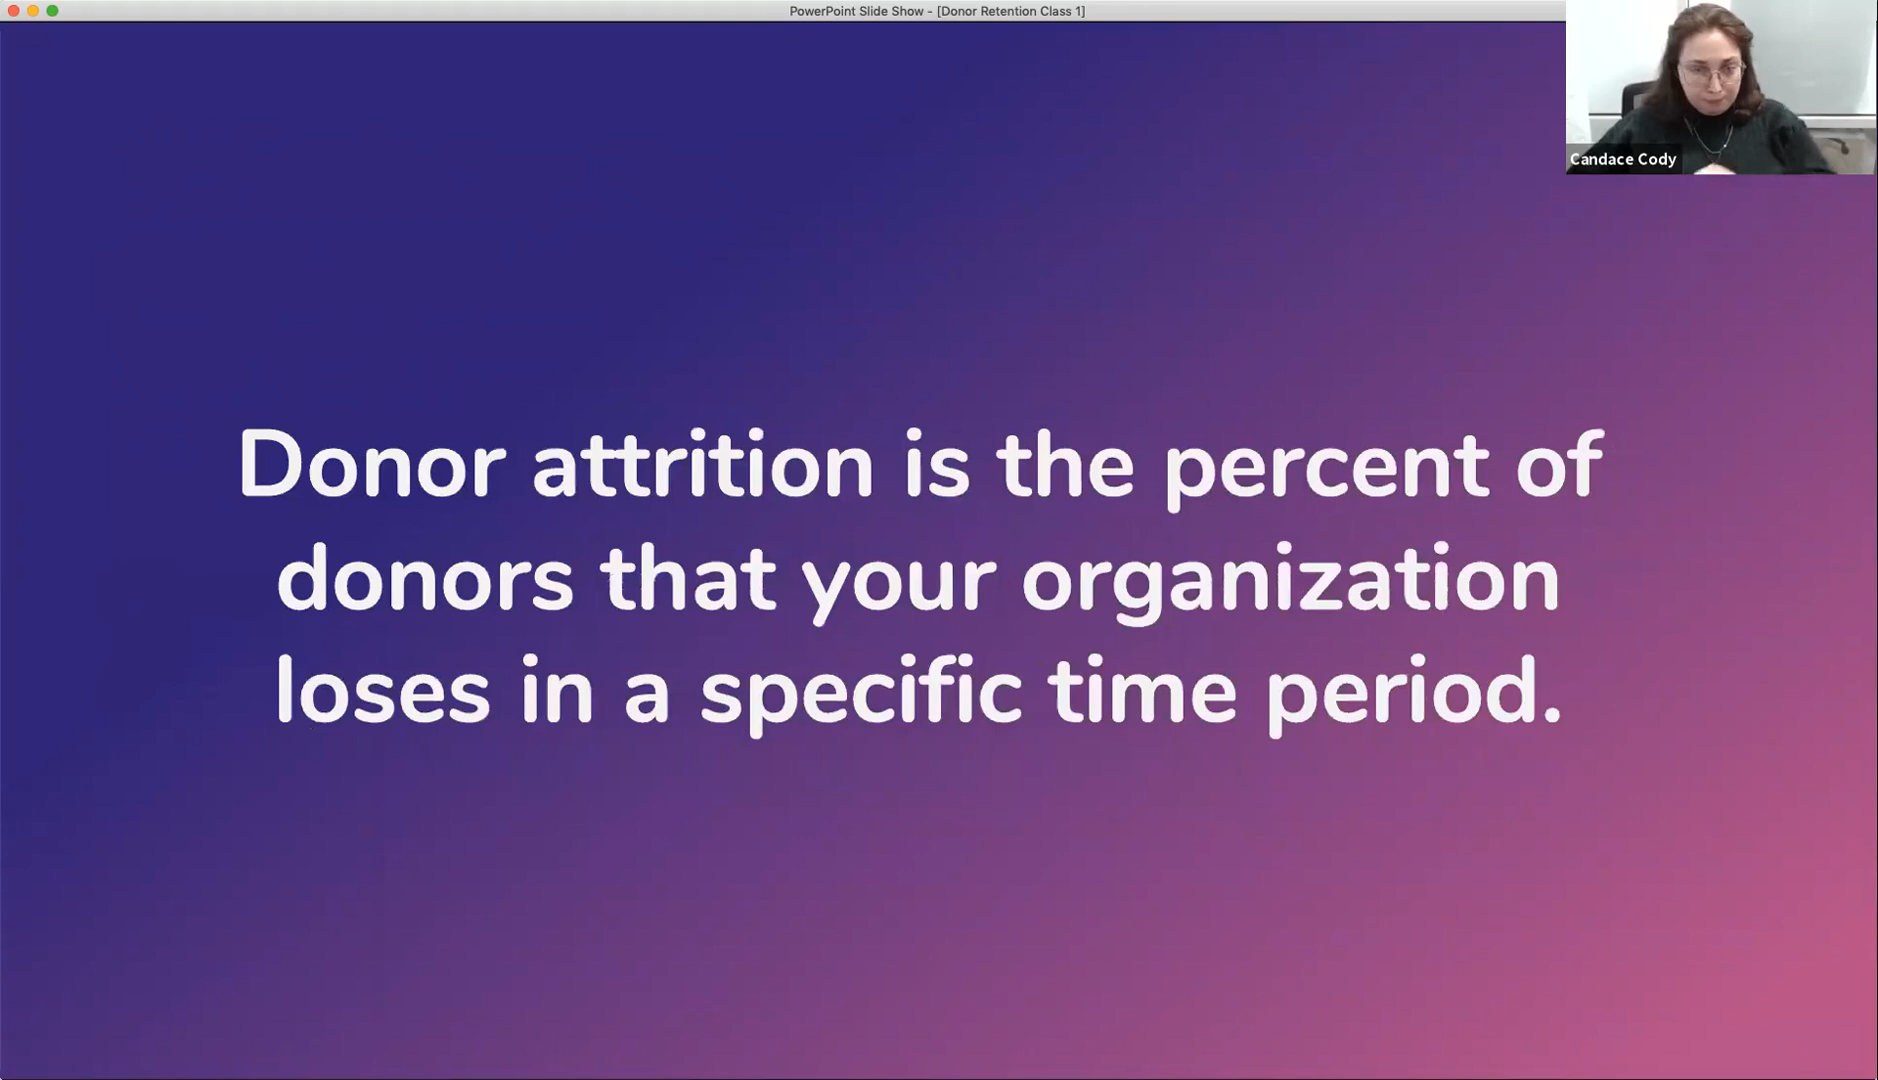 PowerPoint Slide Show - [Donor Retention Class 1]
Candace Cody
Donor attrition is the percent of
donors that your organization
loses in a specific time period.